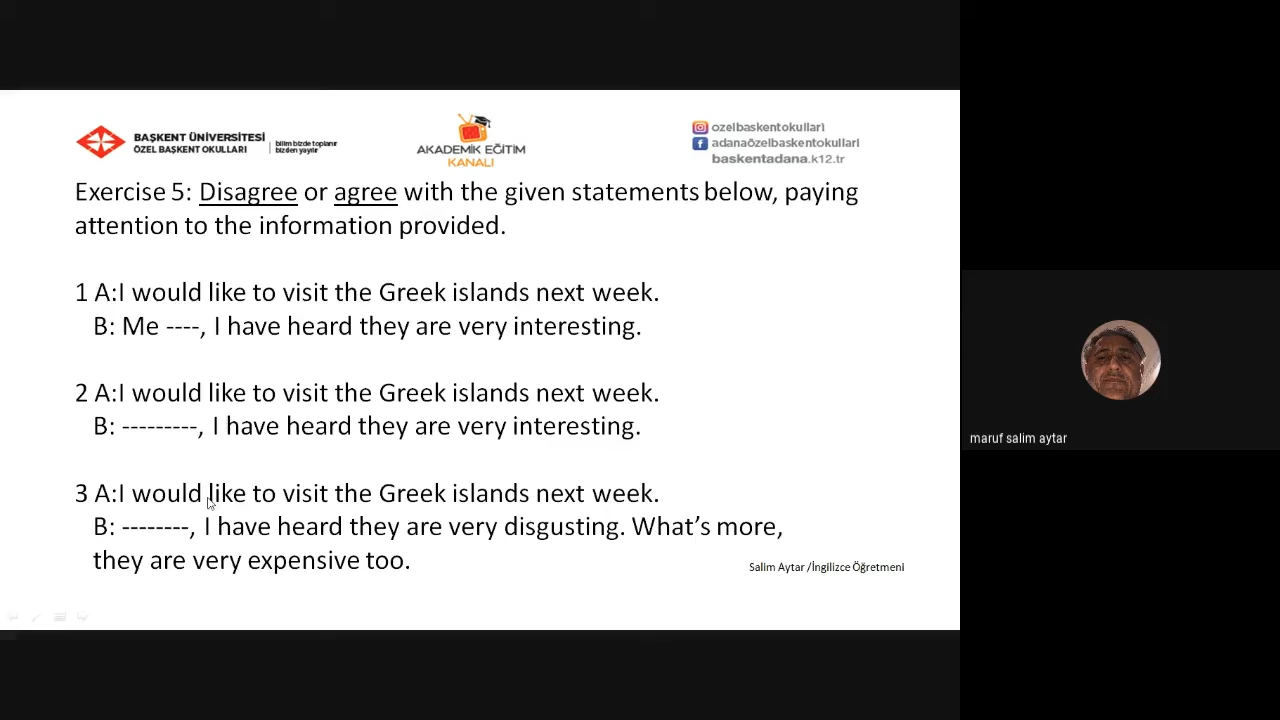 BAŞKENT ÜNİVERSİTESİ
ÖZEL BAŞKENT OKULLARI
bilim bizde toplanır
bizden yayılır
AKADEMİK EĞİTİM
KANALI
ozelbaskentokullari
adanaözelbaskentokullari
baskentadana.k12.tr
Exercise 5: Disagree or agree with the given statements below, paying
attention to the information provided.
1 A:I would like to visit the Greek islands next week.
B: Me ----, I have heard they are very interesting.
2 A:I would like to visit the Greek islands next week.
B: ---------, I have heard they are very interesting.
3 A:I would like to visit the Greek islands next week.
B: --------, I have heard they are very disgusting. What’s more,
they are very expensive too.
Salim Aytar /İngilizce Öğretmeni
maruf salim aytar